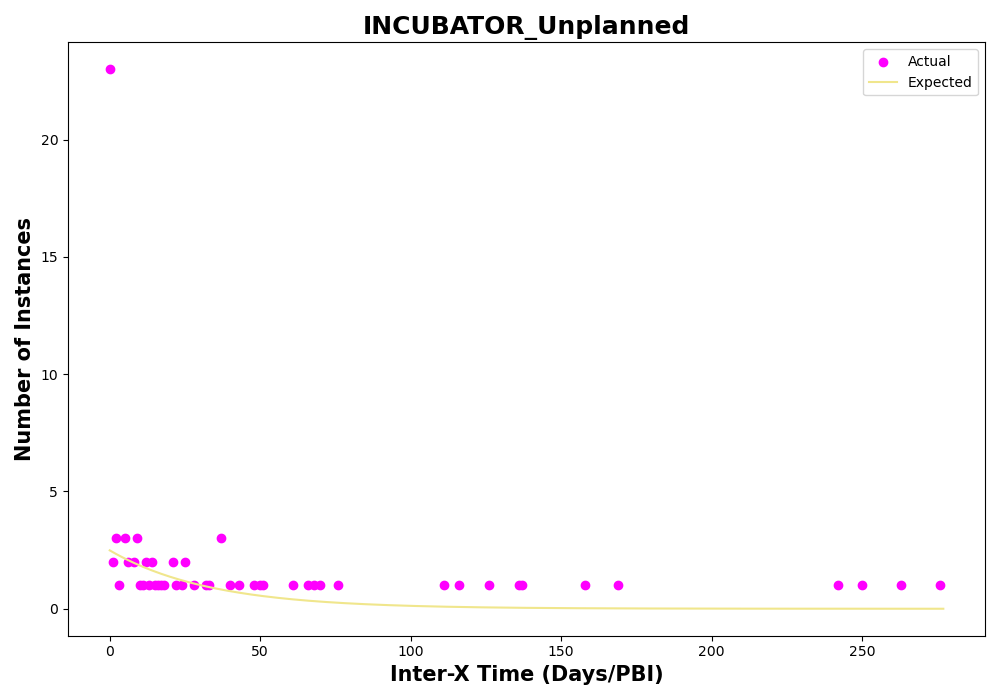 INCUBATOR_Unplanned
Actual
Expected
Number of Instances
20
15
10
5
0
0 50 100 150 200 250
Inter-X Time (Days/PBI)